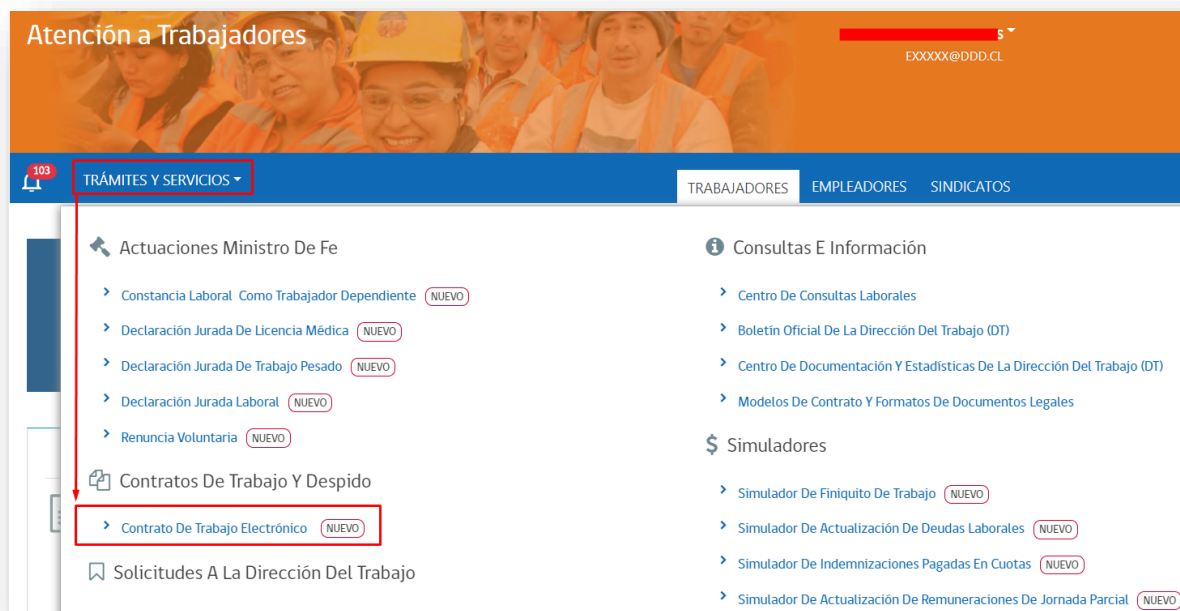 Atención a Trabajadores
S
EXXXXX@DDD.CL
103
TRÁMITES Y SERVICIOS
TRABAJADORES
EMPLEADORES
SINDICATOS
Actuaciones Ministro De Fe
Constancia Laboral Como Trabajador Dependiente NUEVO
Declaración Jurada De Licencia Médica NUEVO
Declaración Jurada De Trabajo Pesado NUEVO
Declaración Jurada Laboral NUEVO
Renuncia Voluntaria NUEVO
Contratos De Trabajo Y Despido
Contrato De Trabajo Electrónico NUEVO
Solicitudes A La Dirección Del Trabajo
Consultas E Información
Centro De Consultas Laborales
Boletín Oficial De La Dirección Del Trabajo (DT)
Centro De Documentación Y Estadísticas De La Dirección Del Trabajo (DT)
Modelos De Contrato Y Formatos De Documentos Legales
Simuladores
Simulador De Finiquito De Trabajo NUEVO
Simulador De Actualización De Deudas Laborales NUEVO
Simulador De Indemnizaciones Pagadas En Cuotas NUEVO
Simulador De Actualización De Remuneraciones De Jornada Parcial NUEVO